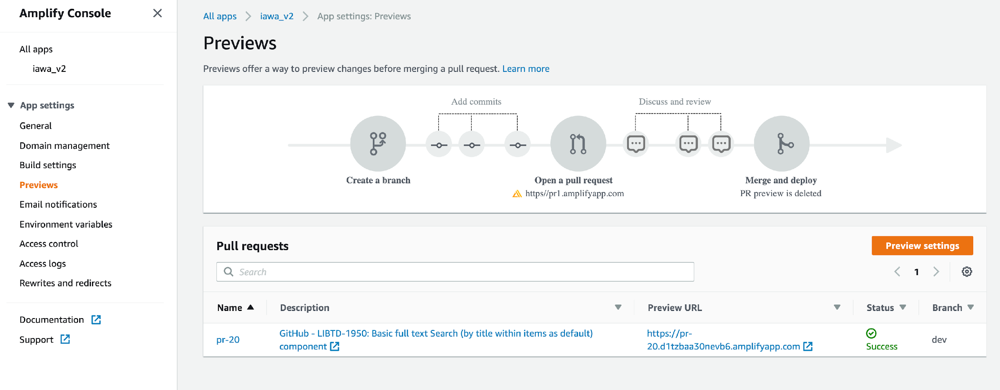 Amplify Console
All apps
iawa_v2
App settings
General
Domain management
Build settings
Previews
Email notifications
Environment variables
Access control
Access logs
Rewrites and redirects
Documentation
Support
All apps > iawa_v2 > App settings: Previews
Previews
Previews offer a way to preview changes before merging a pull request. Learn more
Add commits
Discuss and review
Create a branch
Open a pull request
Merge and deploy
https//pr1.amplifyapp.com
PR preview is deleted
Pull requests
Preview settings
Search
1
Name Description Preview URL Status Branch
pr-20
GitHub - LIBTD-1950: Basic full text Search (by title within items as default)
component
https://pr-
20.d1tzbaa30nevb6.amplifyapp.com
Success
dev